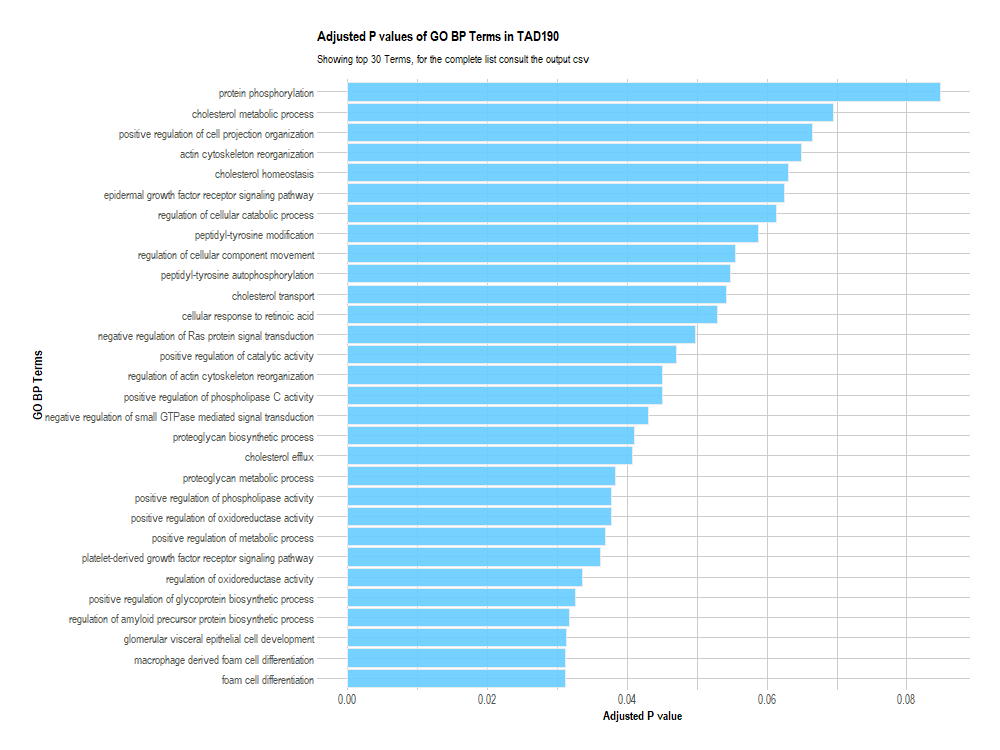 Adjusted P values of GO BP Terms in TAD190
Showing top 30 Terms, for the complete list consult the output csv
GO BP Terms
protein phosphorylation
cholesterol metabolic process
positive regulation of cell projection organization
actin cytoskeleton reorganization
cholesterol homeostasis
epidermal growth factor receptor signaling pathway
regulation of cellular catabolic process
peptidyl-tyrosine modification
regulation of cellular component movement
peptidyl-tyrosine autophosphorylation
cholesterol transport
cellular response to retinoic acid
negative regulation of Ras protein signal transduction
positive regulation of catalytic activity
regulation of actin cytoskeleton reorganization
positive regulation of phospholipase C activity
negative regulation of small GTPase mediated signal transduction
proteoglycan biosynthetic process
cholesterol efflux
proteoglycan metabolic process
positive regulation of phospholipase activity
positive regulation of oxidoreductase activity
positive regulation of metabolic process
platelet-derived growth factor receptor signaling pathway
regulation of oxidoreductase activity
positive regulation of glycoprotein biosynthetic process
regulation of amyloid precursor protein biosynthetic process
glomerular visceral epithelial cell development
macrophage derived foam cell differentiation
foam cell differentiation
0.00 0.02 0.04 0.06 0.08
Adjusted P value